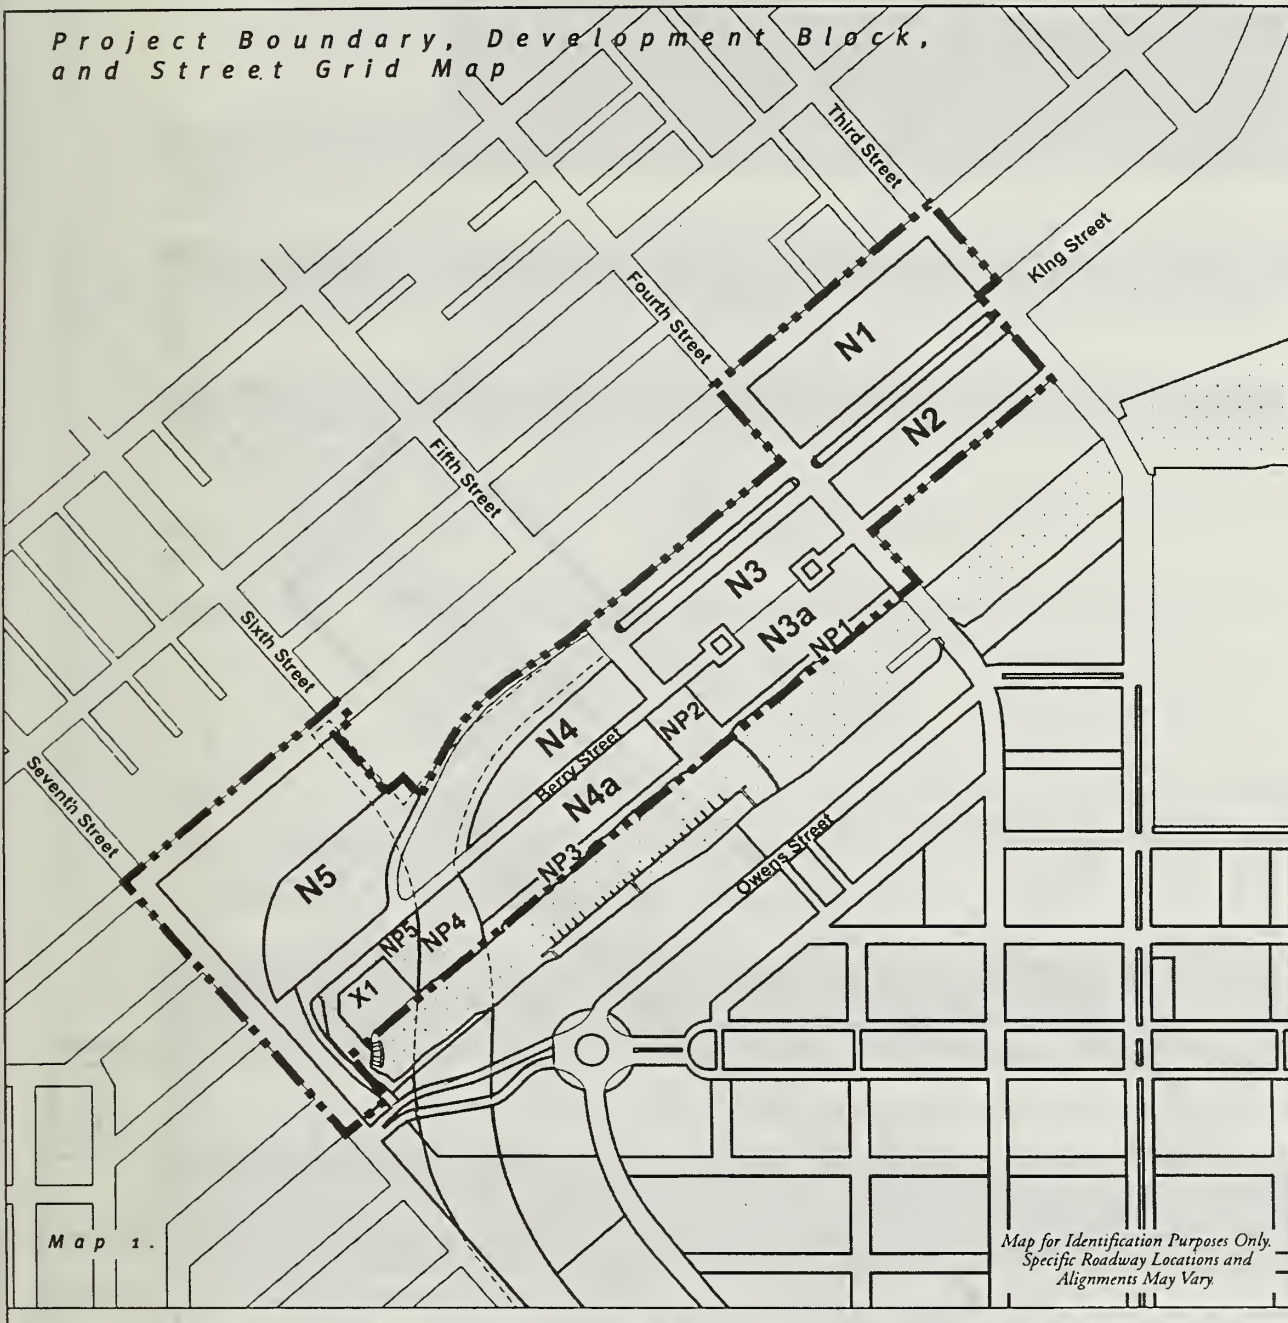 Project Boundary, Development Block,
and Street Grid Map
Third Street
King Street
Fourth Street
N1
N2
Fifth Street
N3
N3a
NP1
Sixth Street
NP2
N4
Berry Street
N4a
Seventh Street
NP3
Owens Street
N5
NP5
NP4
X1
Map 1.
Map for Identification Purposes Only.
Specific Roadway Locations and
Alignments May Vary.